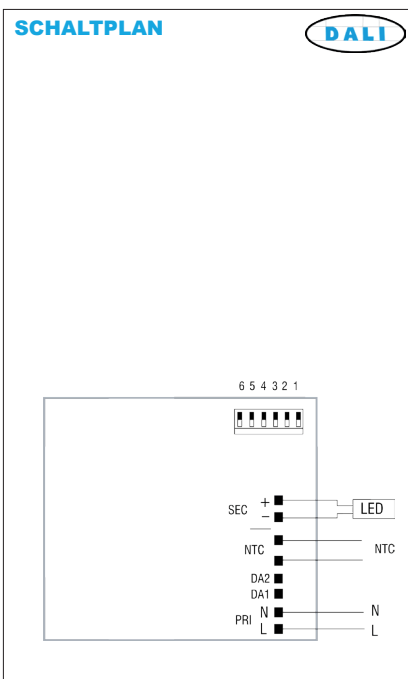 SCHALTPLAN
DALI
6 5 4 3 2 1
SEC + LED
−
NTC NTC
DA2
DA1
PRI N N
L L